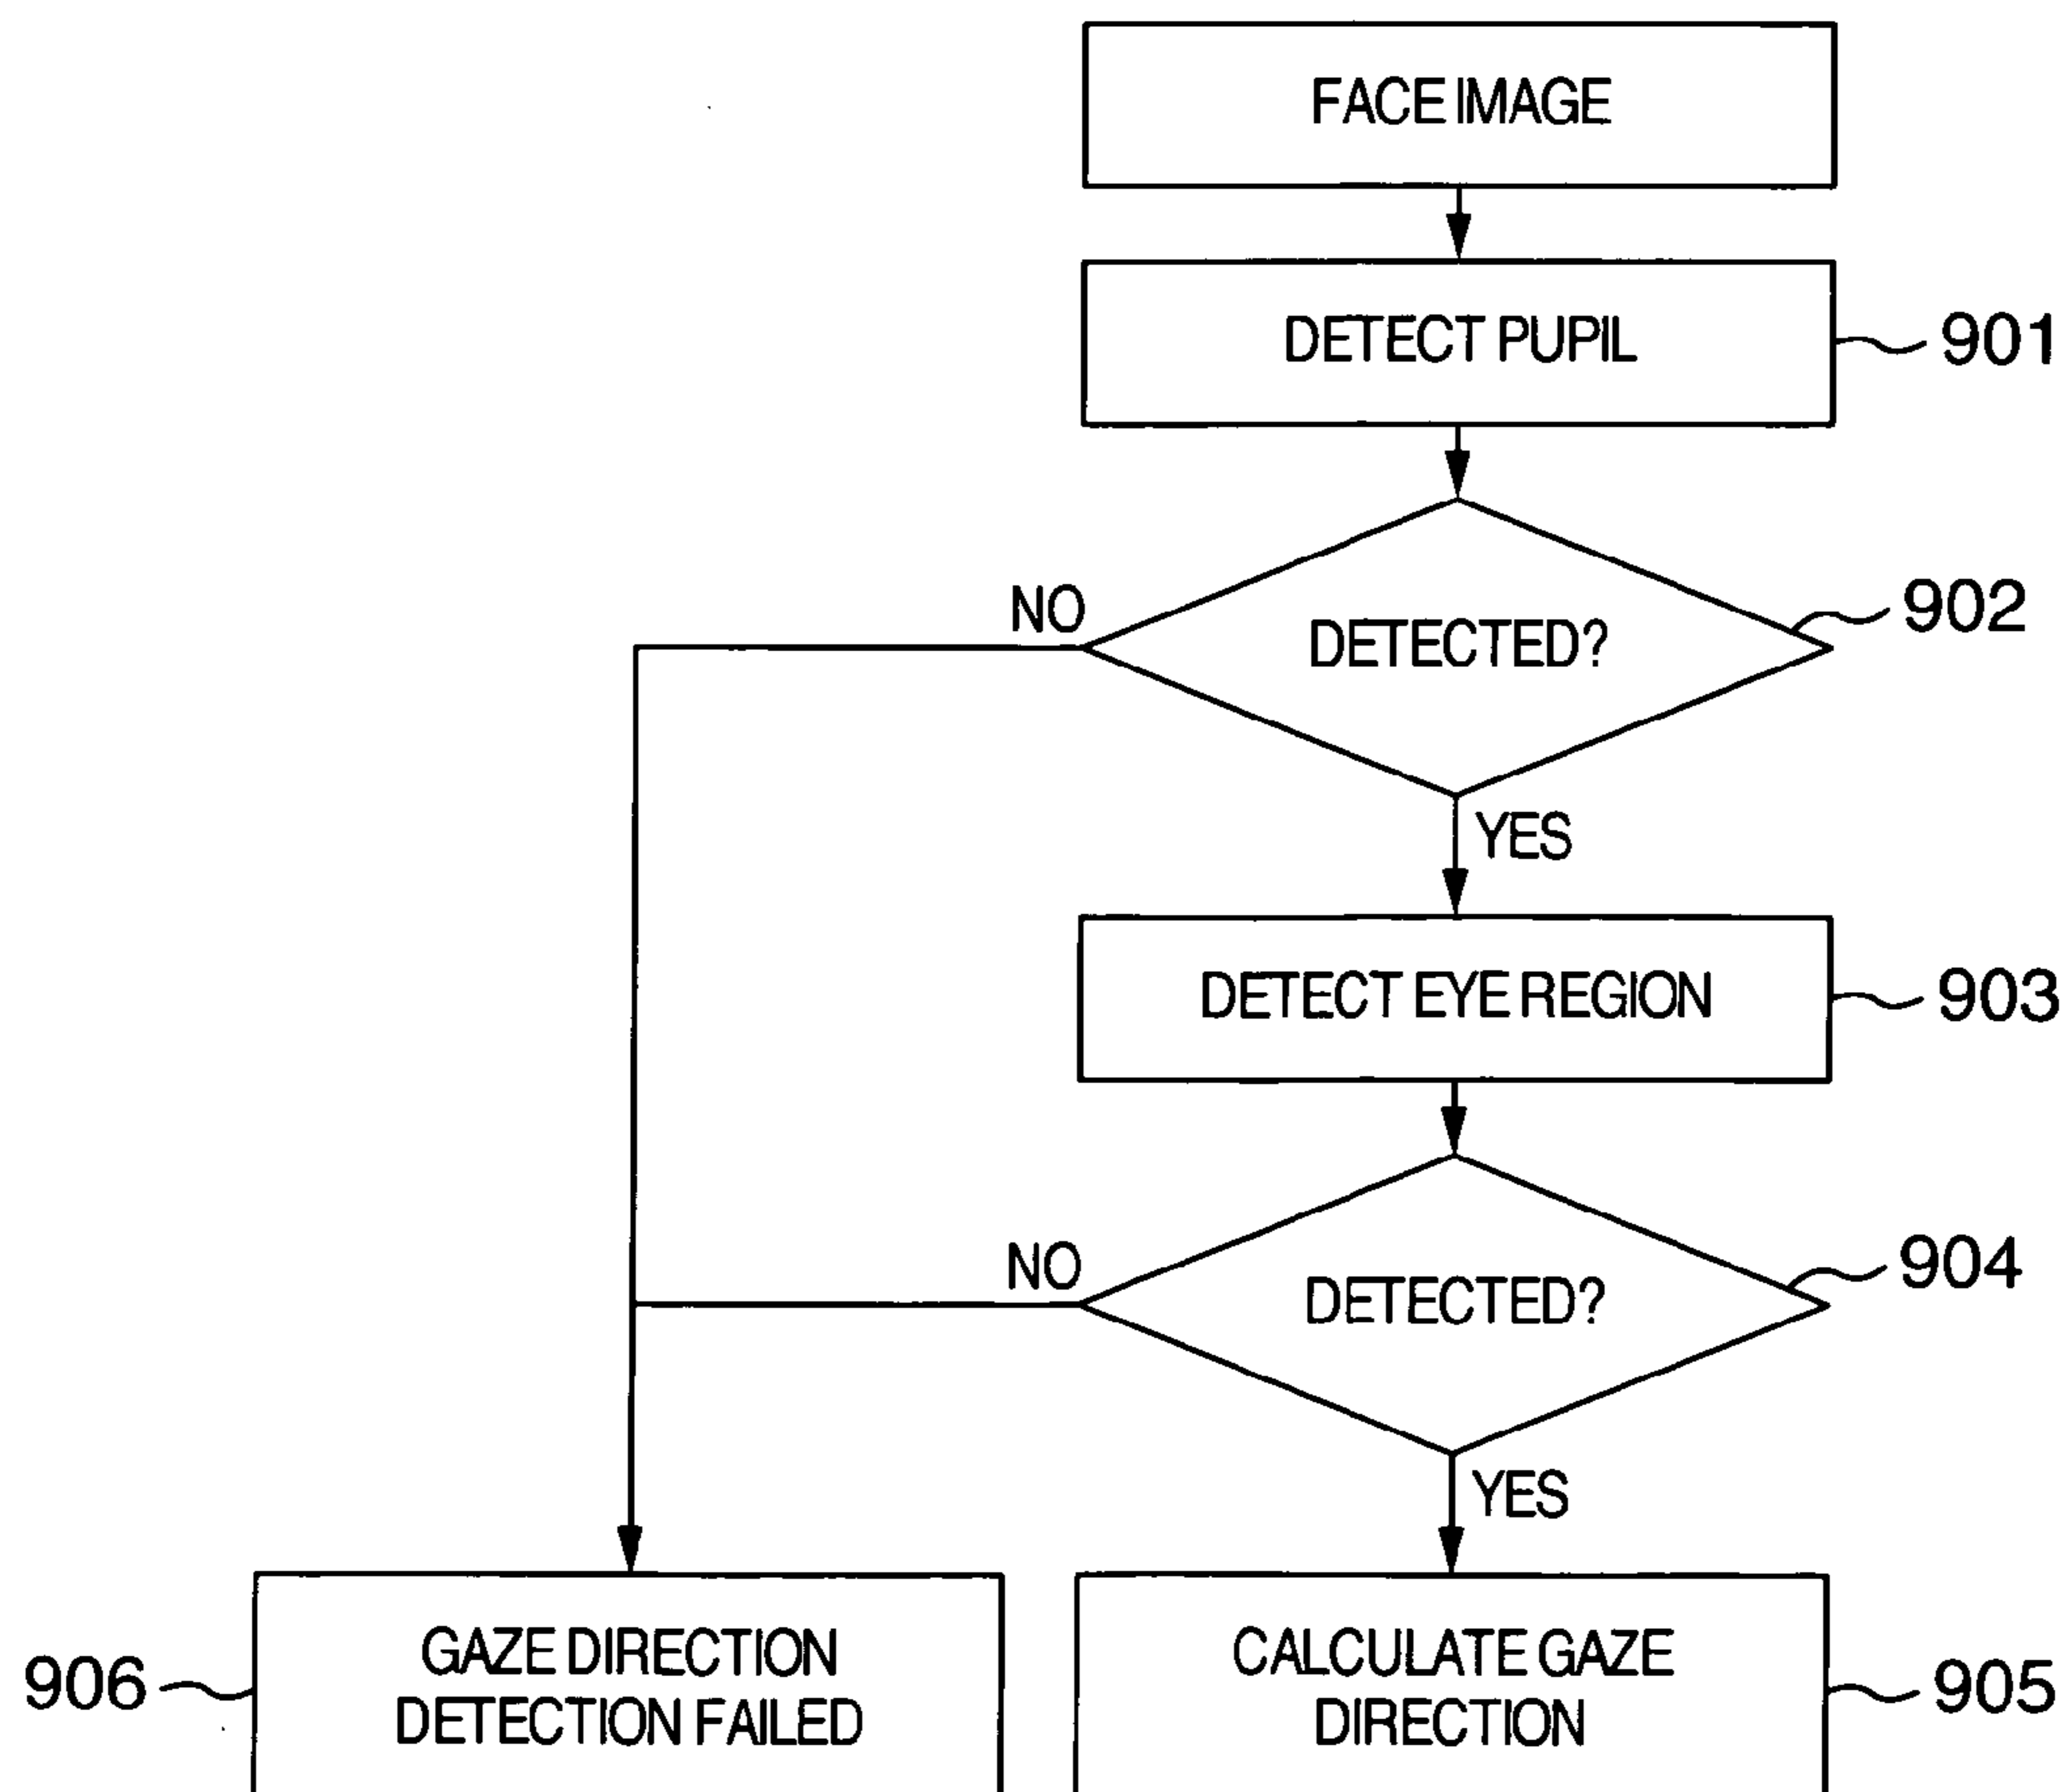 FACE IMAGE
DETECT PUPIL
901
NO
DETECTED?
902
YES
DETECT EYE REGION
903
NO
DETECTED?
904
YES
906
GAZE DIRECTION
DETECTION FAILED
CALCULATE GAZE
DIRECTION
905